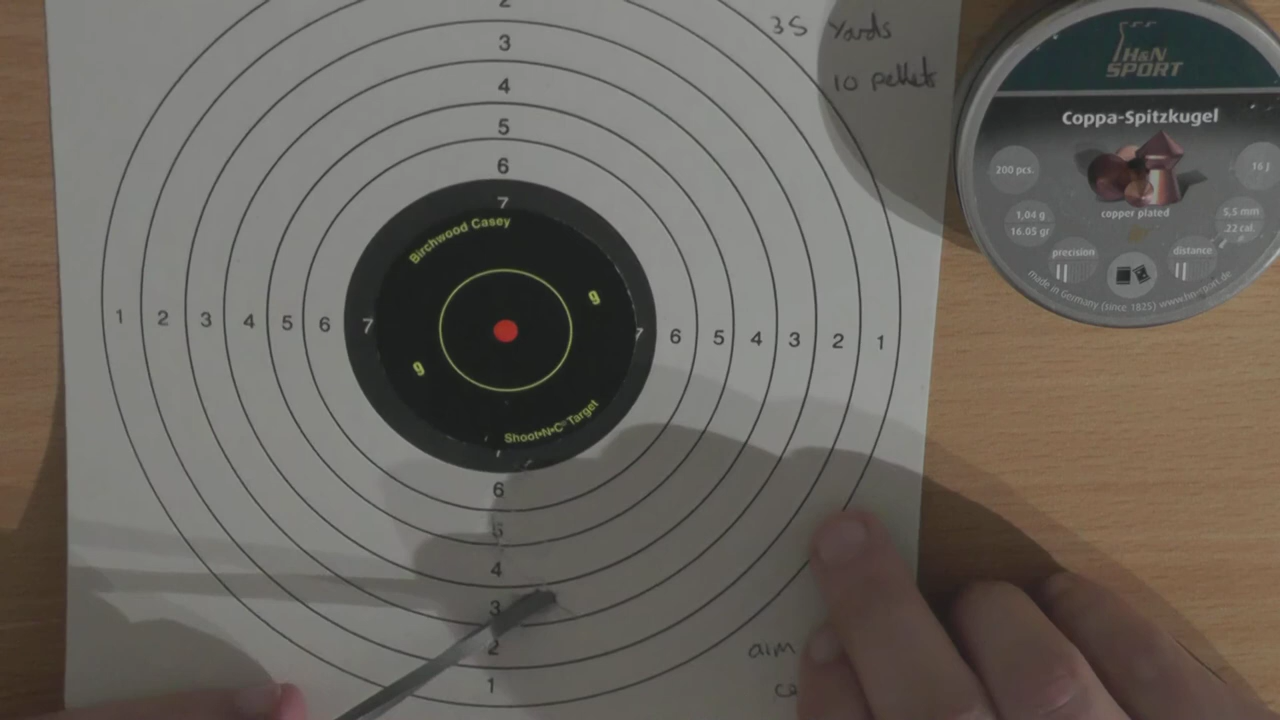 2
3
4
5
6
7
Birchwood Casey
1 2 3 4 5 6 7
7 6 5 4 3 2 1
9
9
Shoot•N•C® Target
6
5
4
3
2
1
35 Yards
10 pellets
aim
H&N
SPORT
Coppa-Spitzkugel
200 pcs.
16 J
copper plated
1,04 g
16.05 gr
5,5 mm
.22 cal.
precision
distance
made in Germany (since 1825) www.hn-sport.de